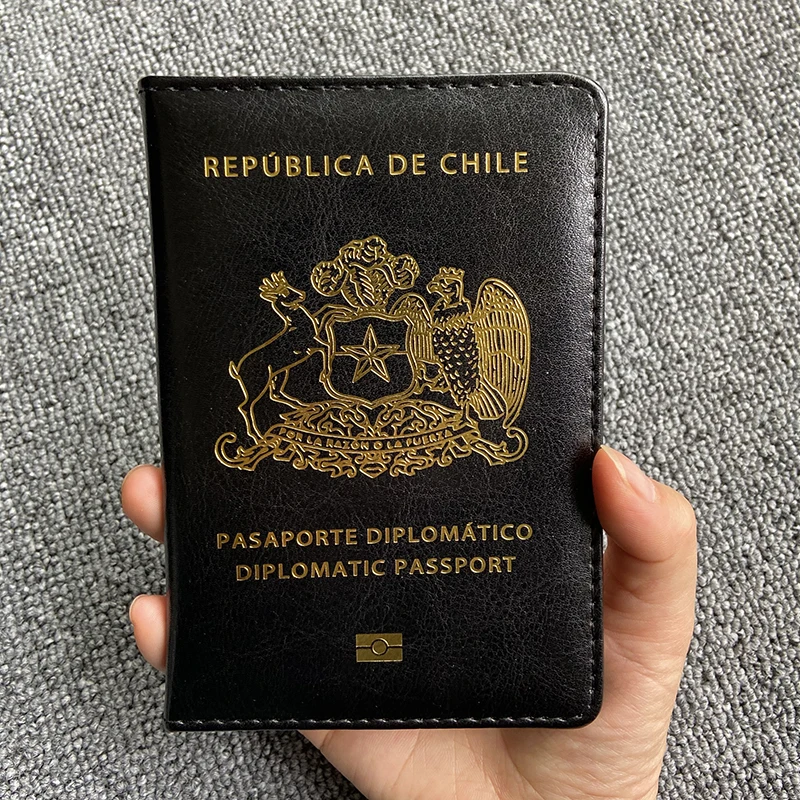 REPÚBLICA DE CHILE
POR LA RAZÓN O LA FUERZA
PASAPORTE DIPLOMÁTICO
DIPLOMATIC PASSPORT